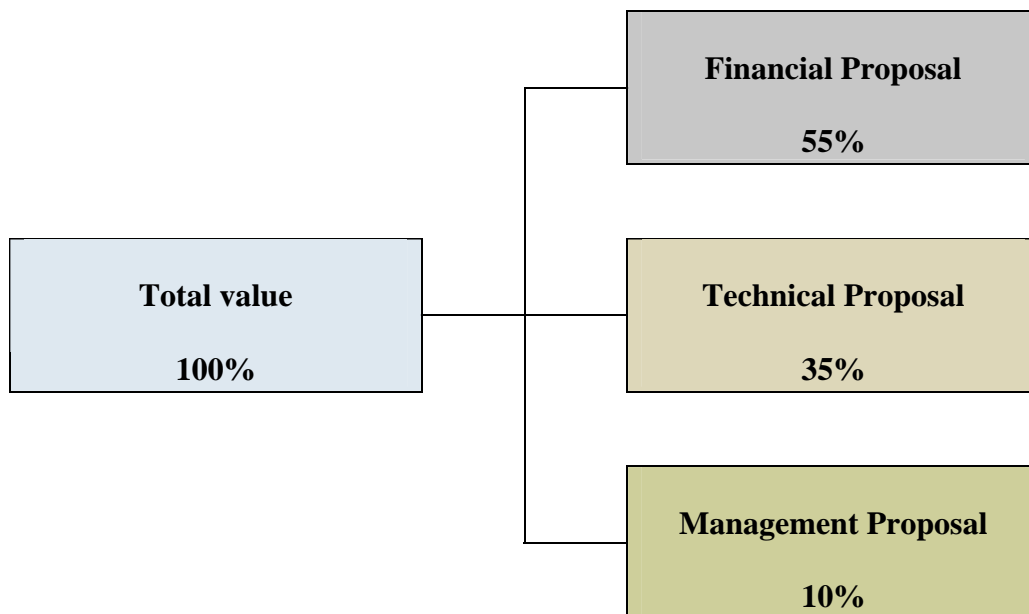 Financial Proposal
55%
Total value
100%
Technical Proposal
35%
Management Proposal
10%